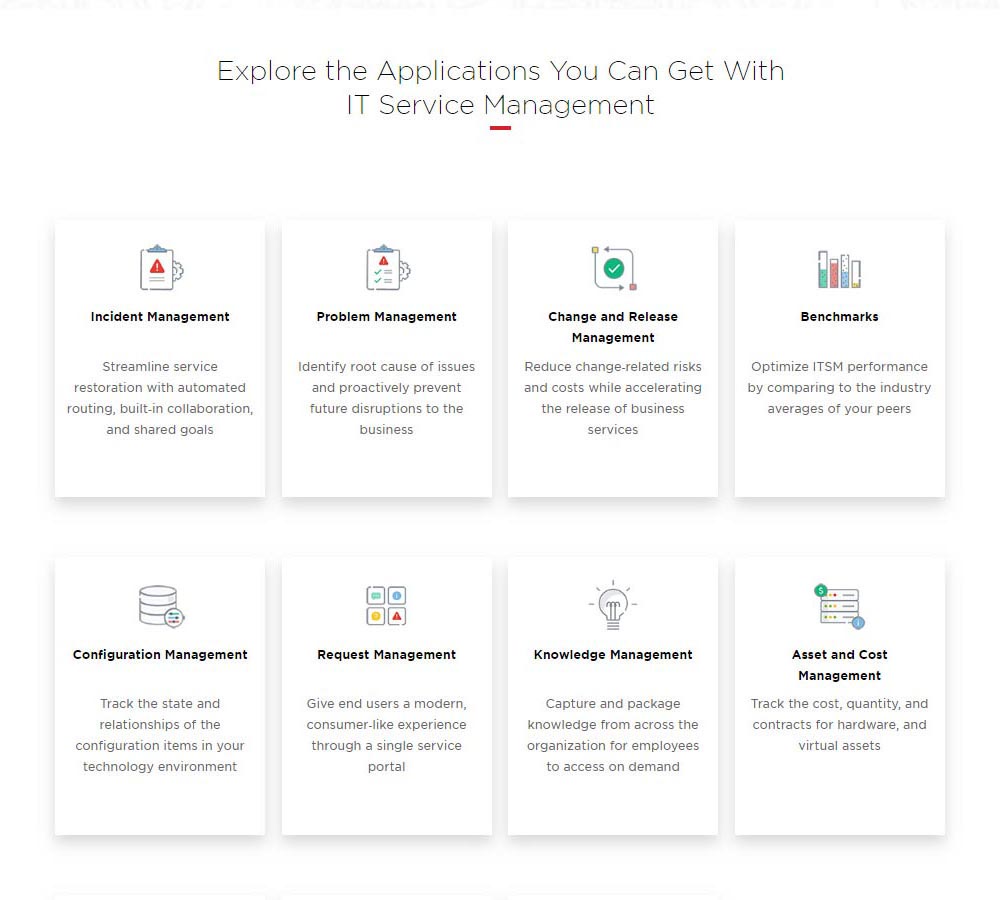 Explore the Applications You Can Get With
IT Service Management
Incident Management
Streamline service
restoration with automated
routing, built-in collaboration,
and shared goals
Problem Management
Identify root cause of issues
and proactively prevent
future disruptions to the
business
Change and Release
Management
Reduce change-related risks
and costs while accelerating
the release of business
services
Benchmarks
Optimize ITSM performance
by comparing to the industry
averages of your peers
Configuration Management
Track the state and
relationships of the
configuration items in your
technology environment
Request Management
Give end users a modern,
consumer-like experience
through a single service
portal
Knowledge Management
Capture and package
knowledge from across the
organization for employees
to access on demand
Asset and Cost
Management
Track the cost, quantity, and
contracts for hardware, and
virtual assets